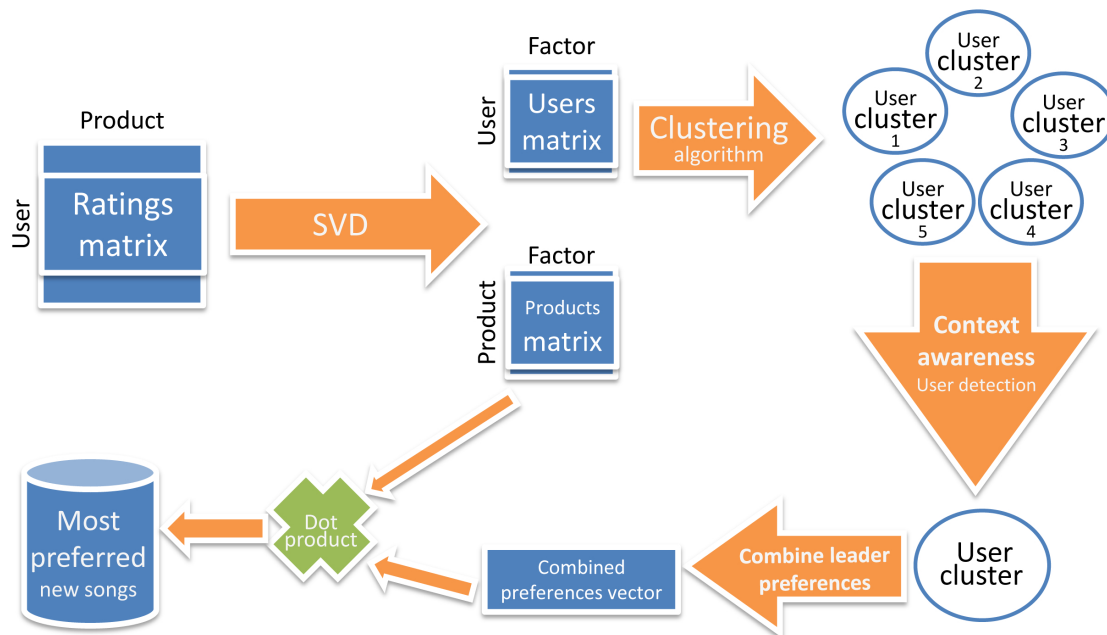 Product
User
Ratings
matrix
SVD
Factor
User
Users
matrix
Factor
Product
Products
matrix
Clustering
algorithm
User
cluster
1
User
cluster
2
User
cluster
3
User
cluster
4
User
cluster
5
Context
awareness
User detection
User
cluster
Combine leader
preferences
Combined
preferences vector
Dot
product
Most
preferred
new songs